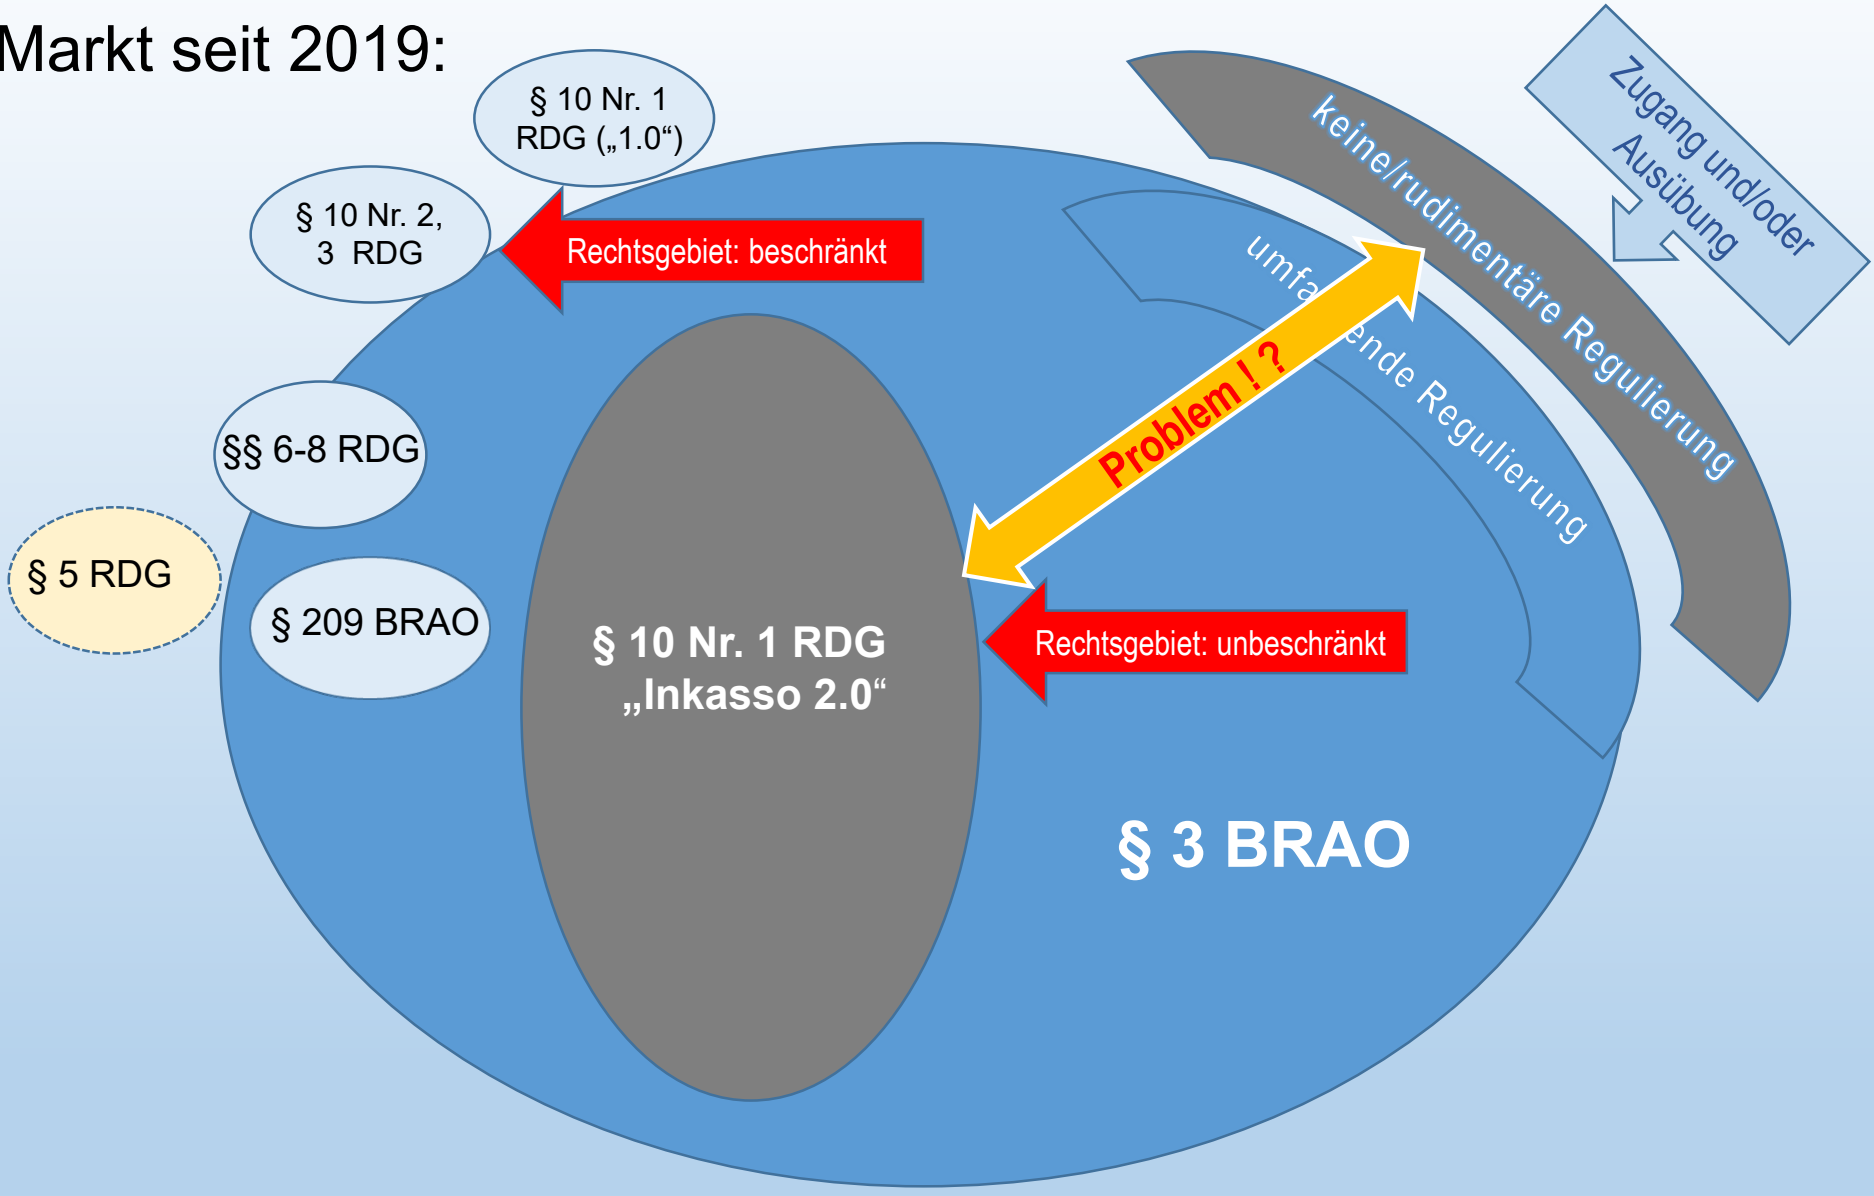 Markt seit 2019:
§ 10 Nr. 1
RDG („1.0“)
§ 10 Nr. 2,
3 RDG
Rechtsgebiet: beschränkt
§§ 6-8 RDG
§ 5 RDG
§ 209 BRAO
§ 10 Nr. 1 RDG
„Inkasso 2.0“
Rechtsgebiet: unbeschränkt
Problem ! ?
Regulierung
keine/rudimentäre Regulierung
Zugang und/oder
Ausübung
§ 3 BRAO